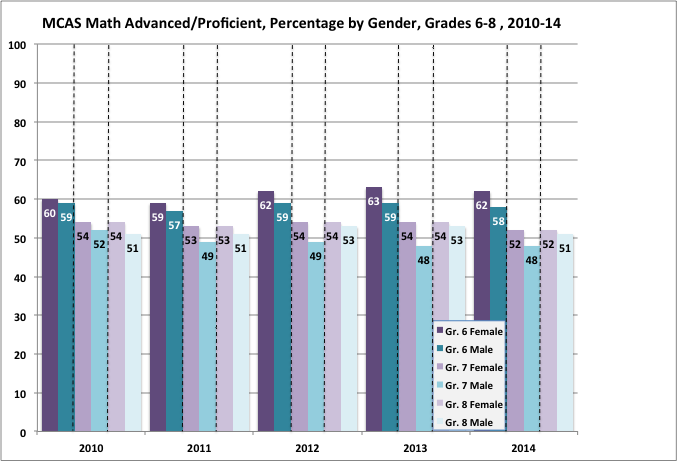 MCAS Math Advanced/Proficient, Percentage by Gender, Grades 6-8 , 2010-14
100
90
80
70
60
50
40
30
20
10
0
60 59 54 52 54 51
59 57 53 49 53 51
62 59 54 49 54 53
63 59 54 48 54 53
62 58 52 48 52 51
Gr. 6 Female
Gr. 6 Male
Gr. 7 Female
Gr. 7 Male
Gr. 8 Female
Gr. 8 Male
2010 2011 2012 2013 2014